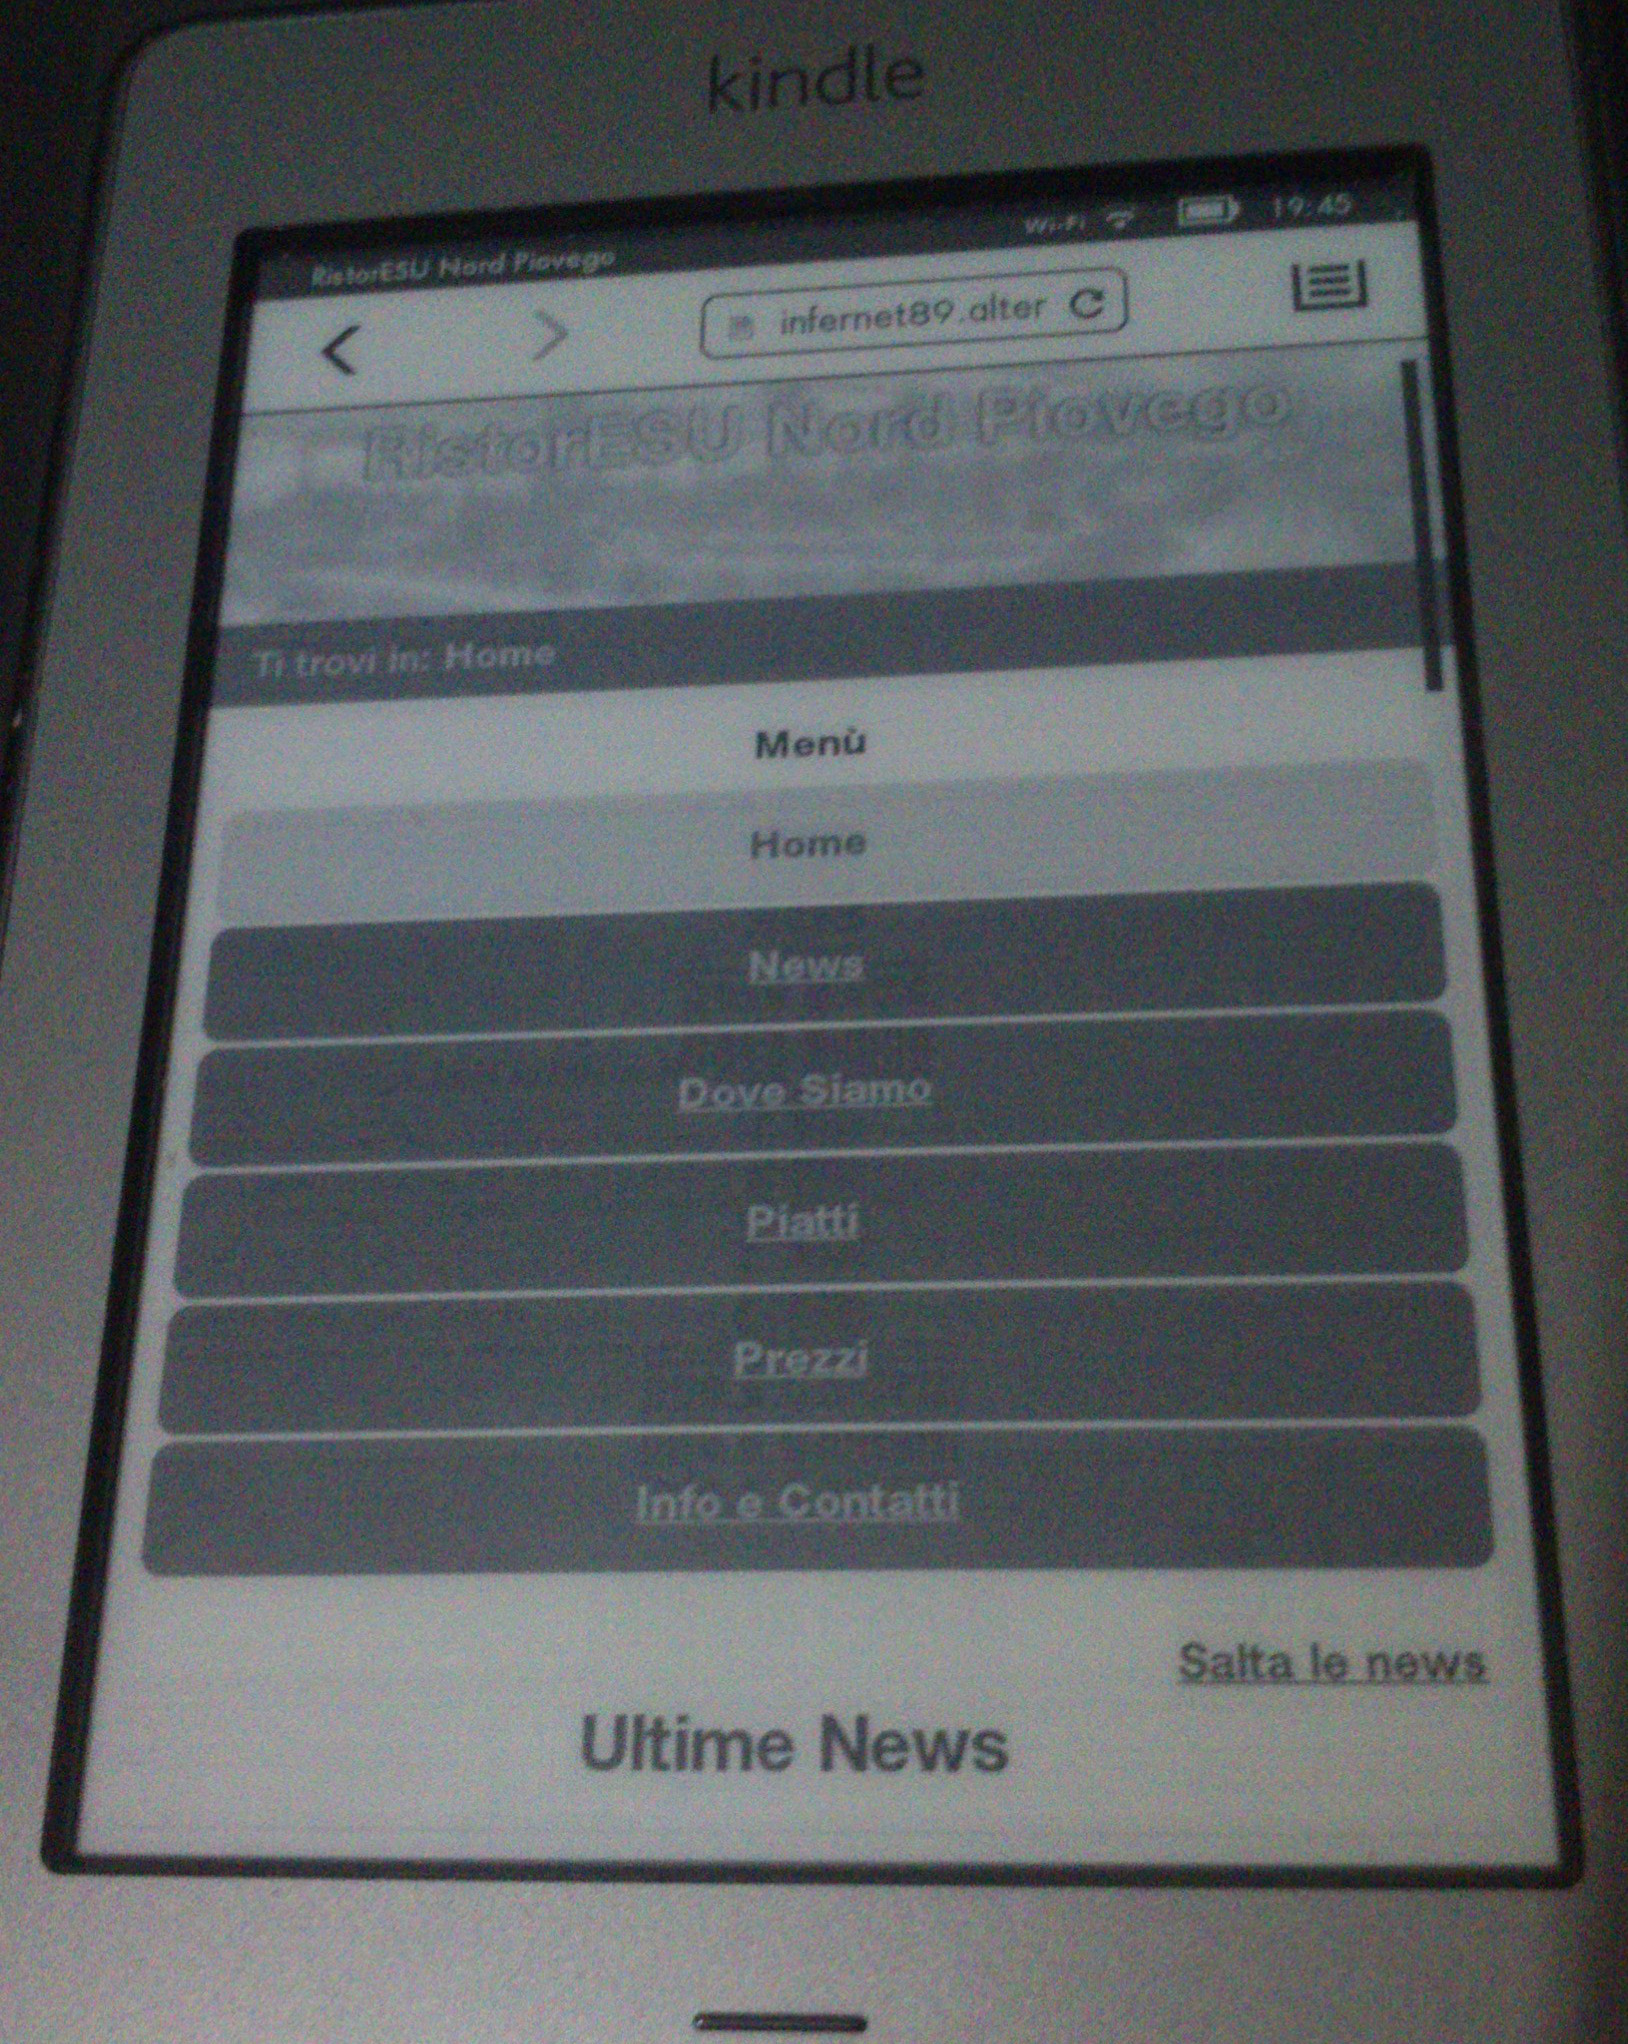 kindle
Wi-Fi 19:45
RistorESU Nord Piovego
infernet89.alter
RistorESU Nord Piovego
Ti trovi in: Home
Menù
Home
News
Dove Siamo
Piatti
Prezzi
Info e Contatti
Salta le news
Ultime News